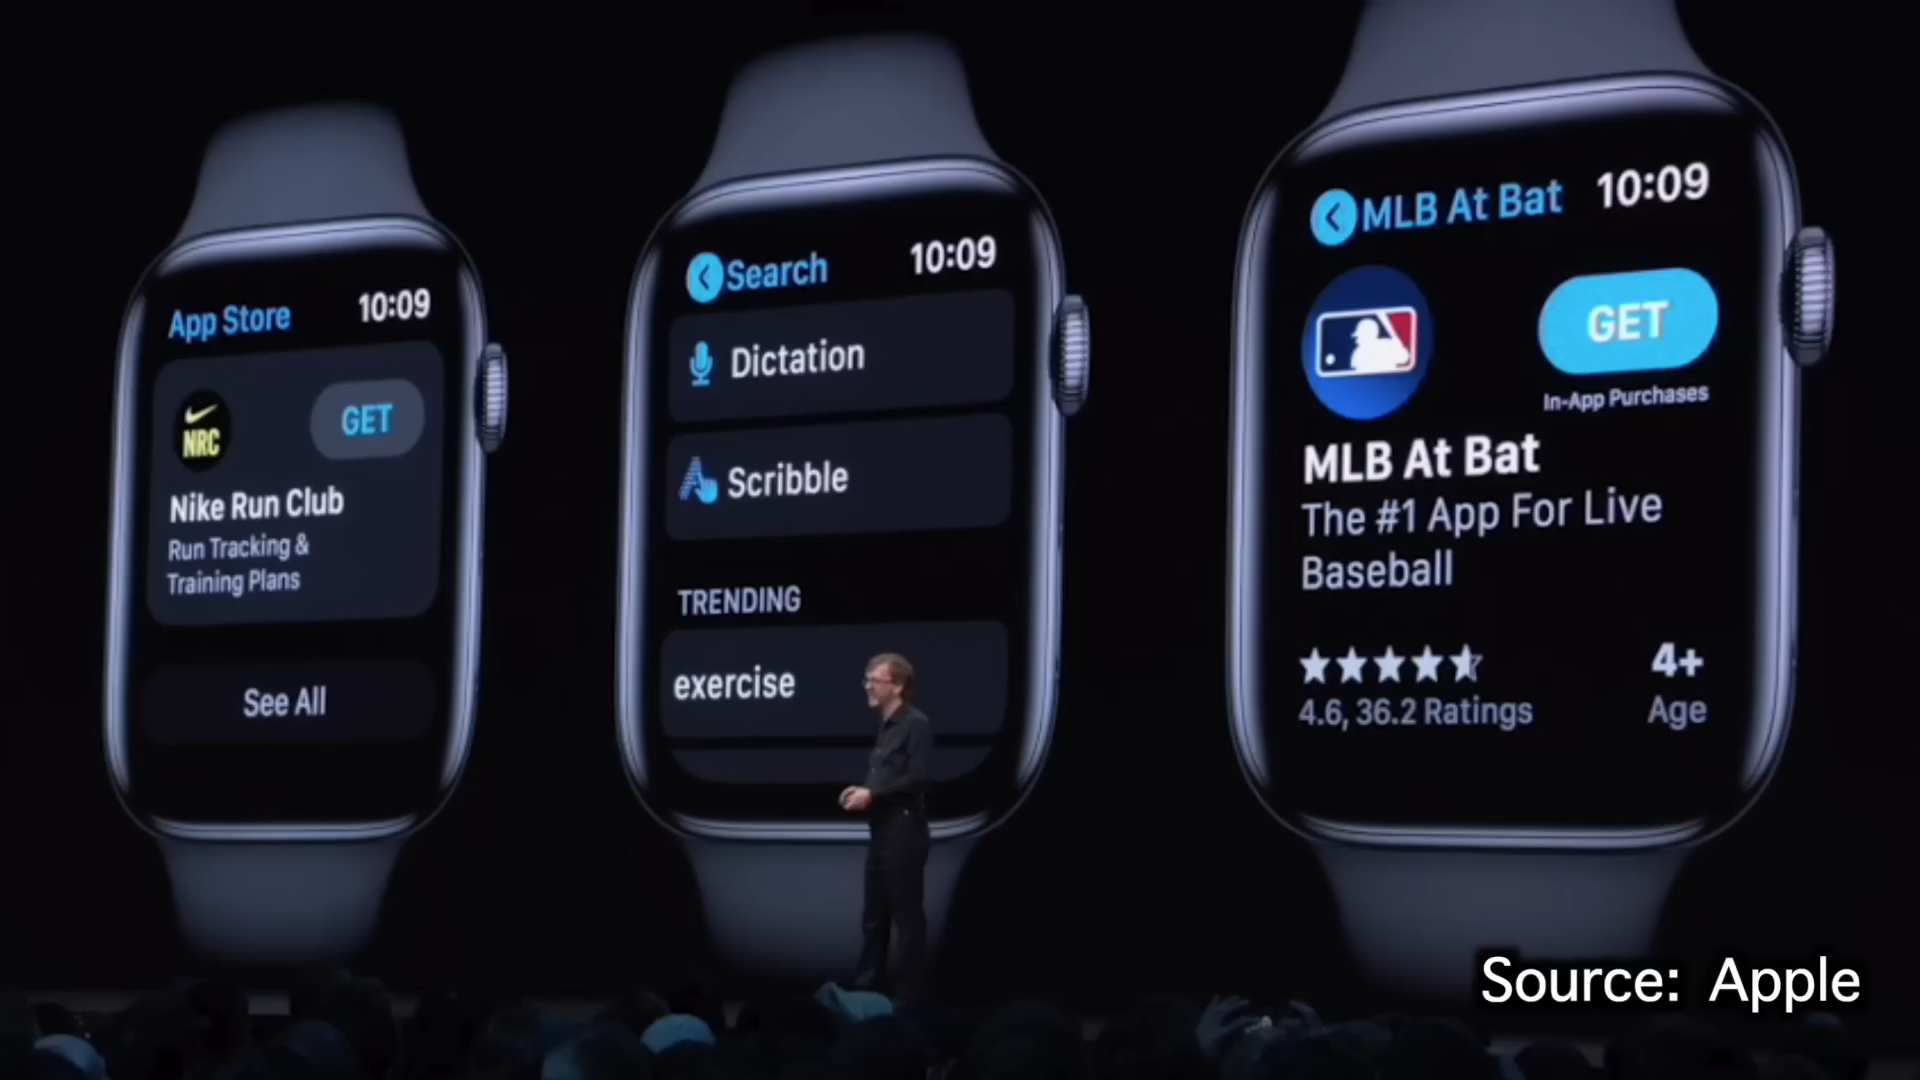 App Store 10:09
NRC
GET
Nike Run Club
Run Tracking &
Training Plans
See All
Search 10:09
Dictation
Scribble
TRENDING
exercise
MLB At Bat 10:09
GET
In-App Purchases
MLB At Bat
The #1 App For Live
Baseball
4+
4.6, 36.2 Ratings
Age
Source: Apple